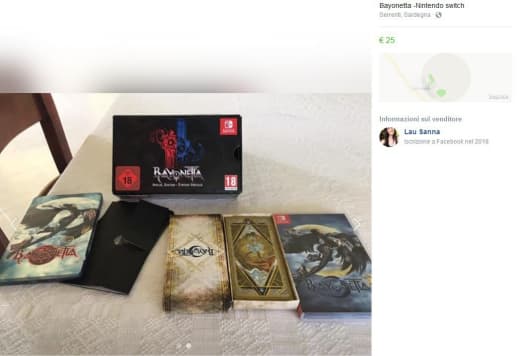 Bayonetta -Nintendo switch
Serrenti, Sardegna ·
€ 25
Informazioni sul venditore
Lau Sanna
Iscrizione a Facebook nel 2016
BAYONETTA
18
18
BAYONETTA
BAYONETTA